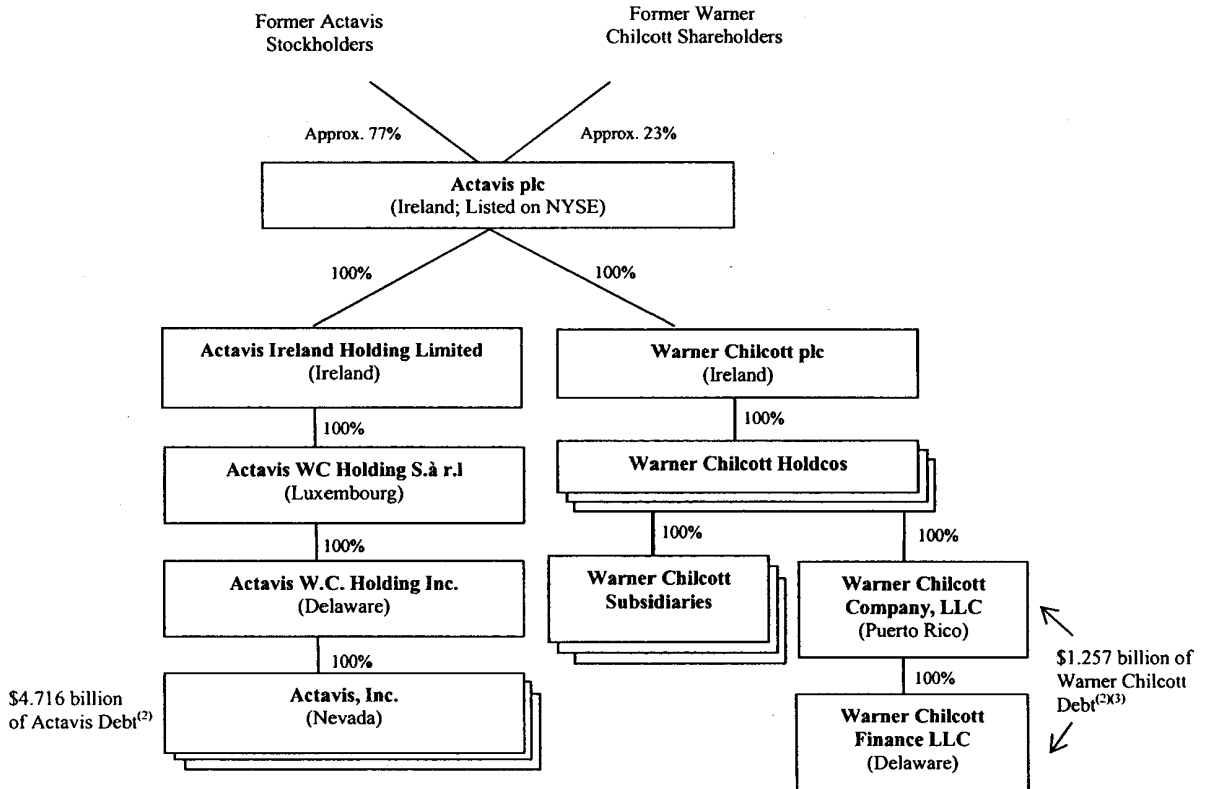 Former Actavis
Stockholders
Former Warner
Chilcott Shareholders
Approx. 77%
Approx. 23%
Actavis plc
(Ireland; Listed on NYSE)
100%
100%
Actavis Ireland Holding Limited
(Ireland)
Warner Chilcott plc
(Ireland)
100%
100%
Actavis WC Holding S.à r.l
(Luxembourg)
Warner Chilcott Holdcos
100%
100%
100%
Actavis W.C. Holding Inc.
(Delaware)
Warner Chilcott
Subsidiaries
Warner Chilcott
Company, LLC
(Puerto Rico)
100%
100%
$4.716 billion
of Actavis Debt(2)
Actavis, Inc.
(Nevada)
$1.257 billion of
Warner Chilcott
Debt(2)(3)
Warner Chilcott
Finance LLC
(Delaware)